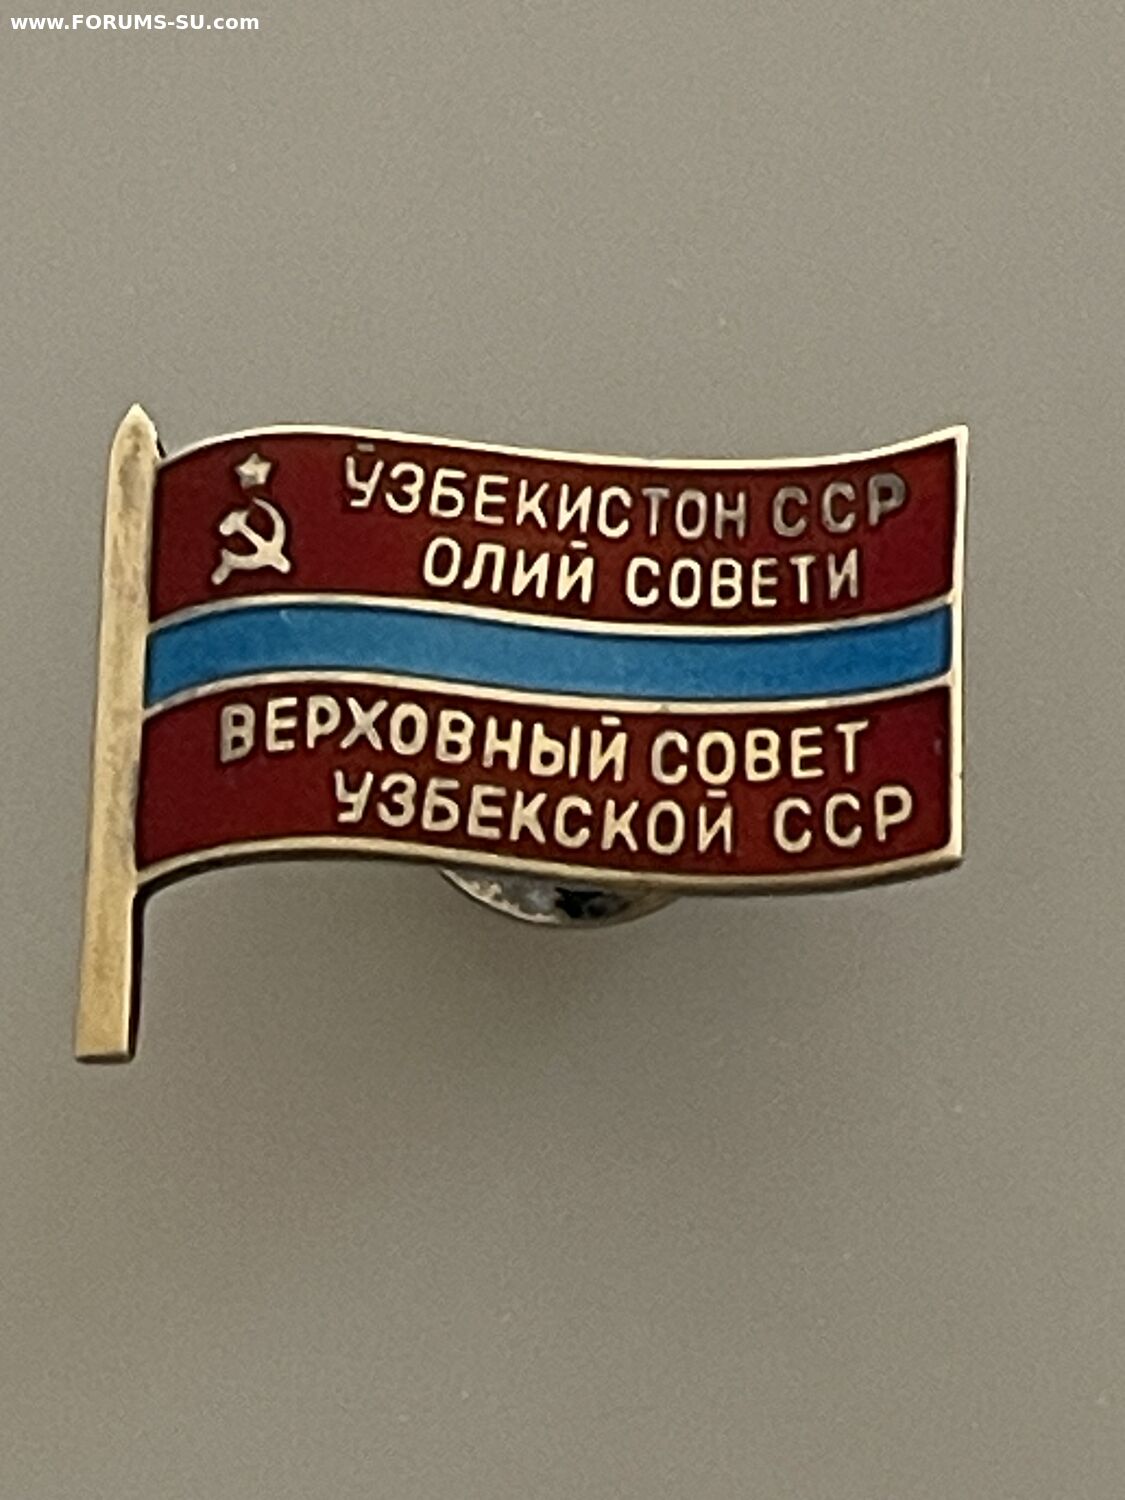 www.FORUMS-SU.com
ЎЗБЕКИСТОН ССР
ОЛИЙ СОВЕТИ
ВЕРХОВНЫЙ СОВЕТ
УЗБЕКСКОЙ ССР